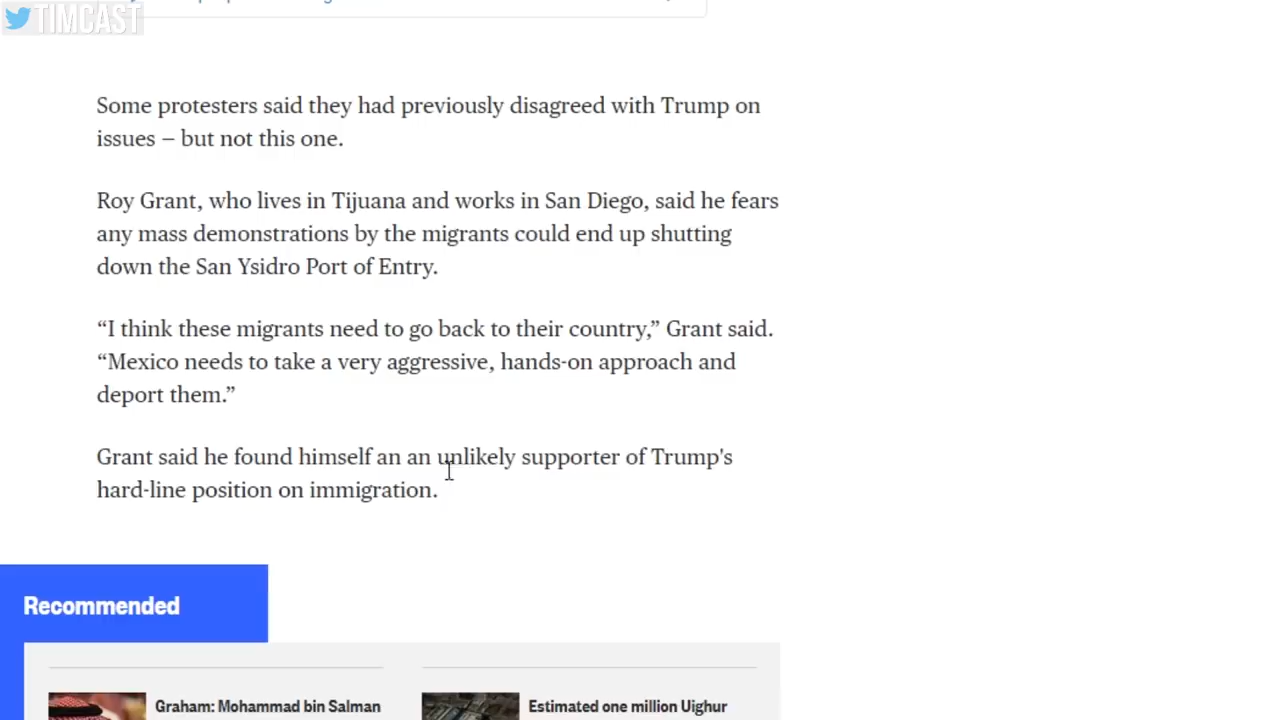 TIMCAST
Some protesters said they had previously disagreed with Trump on
issues – but not this one.
Roy Grant, who lives in Tijuana and works in San Diego, said he fears
any mass demonstrations by the migrants could end up shutting
down the San Ysidro Port of Entry.
“I think these migrants need to go back to their country,” Grant said.
“Mexico needs to take a very aggressive, hands-on approach and
deport them.”
Grant said he found himself an an unlikely supporter of Trump's
hard-line position on immigration.
Recommended
Graham: Mohammad bin Salman
Estimated one million Uighur